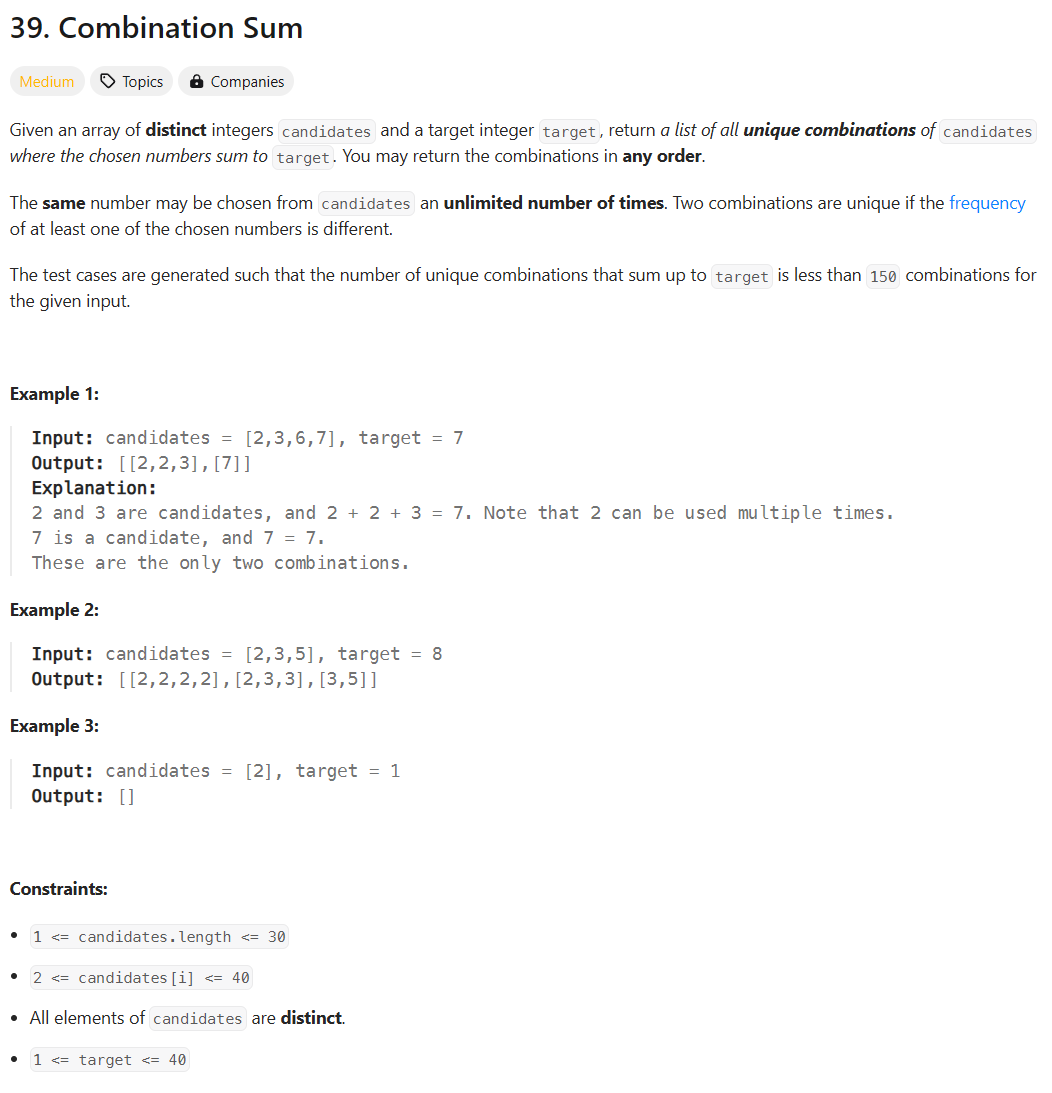 39. Combination Sum
Medium Topics Companies
Given an array of distinct integers candidates and a target integer target, return a list of all unique combinations of candidates
where the chosen numbers sum to target. You may return the combinations in any order.
The same number may be chosen from candidates an unlimited number of times. Two combinations are unique if the frequency
of at least one of the chosen numbers is different.
The test cases are generated such that the number of unique combinations that sum up to target is less than 150 combinations for
the given input.
Example 1:
Input: candidates = [2,3,6,7], target = 7
Output: [[2,2,3],[7]]
Explanation:
2 and 3 are candidates, and 2 + 2 + 3 = 7. Note that 2 can be used multiple times.
7 is a candidate, and 7 = 7.
These are the only two combinations.
Example 2:
Input: candidates = [2,3,5], target = 8
Output: [[2,2,2,2],[2,3,3],[3,5]]
Example 3:
Input: candidates = [2], target = 1
Output: []
Constraints:
• 1 <= candidates.length <= 30
• 2 <= candidates[i] <= 40
• All elements of candidates are distinct.
• 1 <= target <= 40